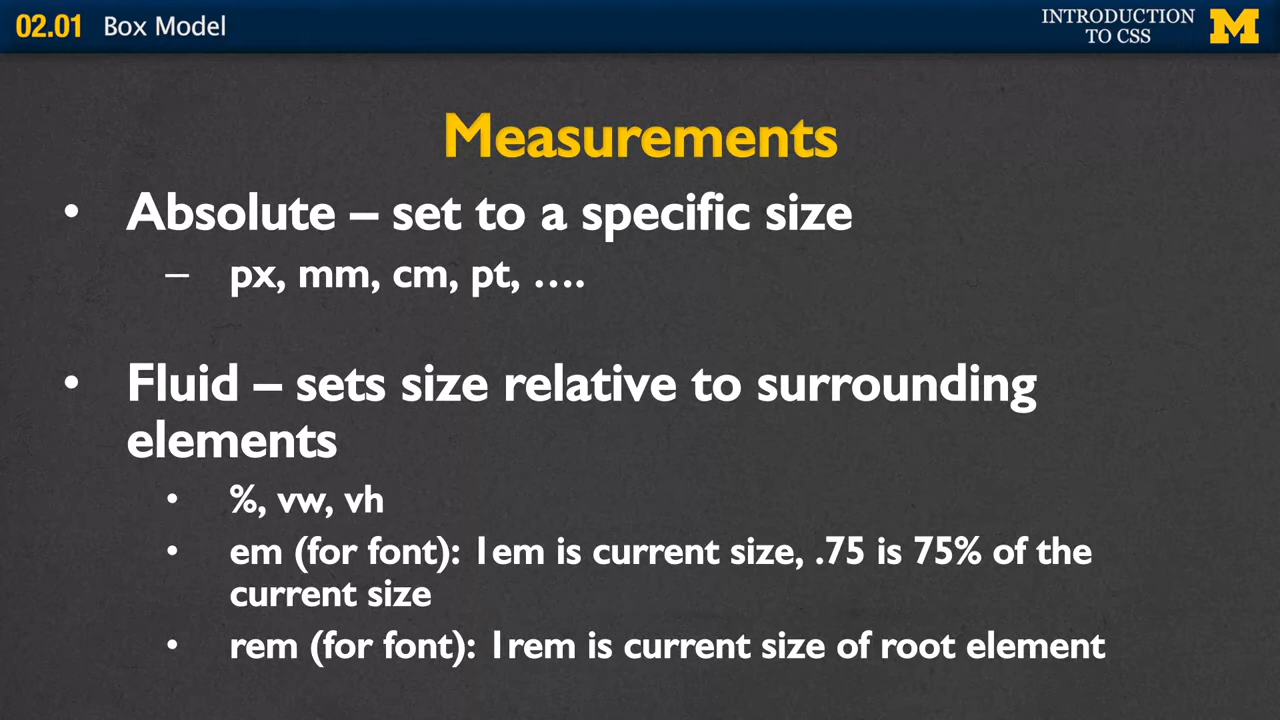 02.01 Box Model
INTRODUCTION
TO CSS
M
Measurements
• Absolute – set to a specific size
– px, mm, cm, pt, ….
• Fluid – sets size relative to surrounding
elements
• %, vw, vh
• em (for font): 1em is current size, .75 is 75% of the
current size
• rem (for font): 1rem is current size of root element